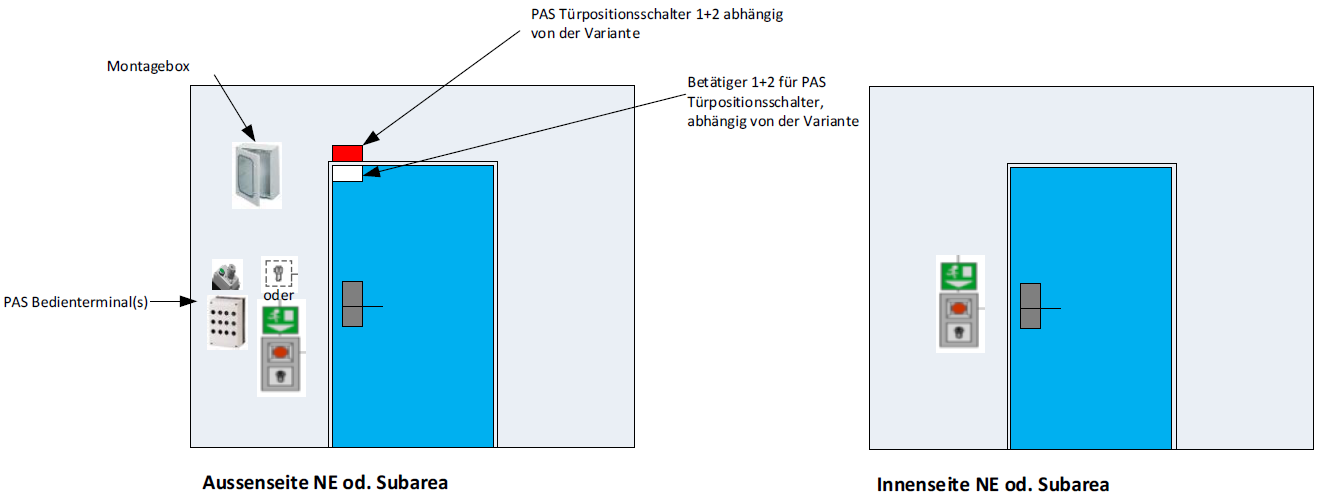 PAS Türpositionsschalter 1+2 abhängig
von der Variante
Montagebox
Betätiger 1+2 für PAS
Türpositionsschalter,
abhängig von der Variante
oder
PAS Bedienterminal(s)
Aussenseite NE od. Subarea
Innenseite NE od. Subarea